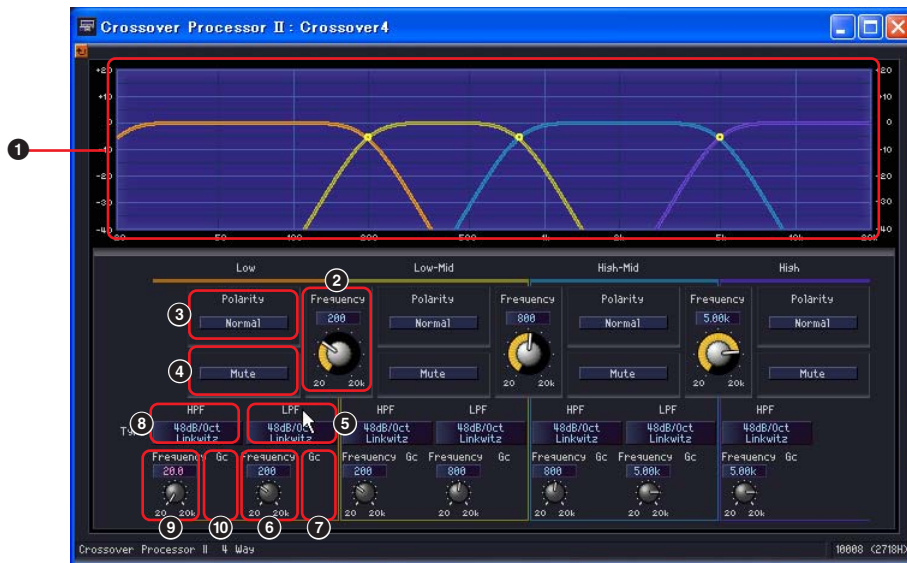 Crossover Processor II : Crossover4
+20 +20
+10 +10
0 0
-10 -10
-20 -20
-30 -30
-40 -40
20 50 100 200 500 1k 2k 5k 10k 20k
1
Low Low-Mid High-Mid High
2
Polarity Frequency Polarity Frequency Polarity Frequency Polarity
3 Normal 200 Normal 800 Normal 5.00k Normal
4 Mute Mute Mute Mute
20 20k 20 20k 20 20k
HPF LPF HPF LPF HPF LPF HPF
8 48dB/Oct 48dB/Oct 5 48dB/Oct 48dB/Oct 48dB/Oct 48dB/Oct 48dB/Oct
Linkwitz Linkwitz Linkwitz Linkwitz Linkwitz Linkwitz Linkwitz
Frequency Gc Frequency Gc Frequency Gc Frequency Gc Frequency Gc Frequency Gc Frequency Gc
20.0 200 200 800 800 5.00k 5.00k
20 20k 20 20k 20 20k 20 20k 20 20k 20 20k 20 20k
9 10 6 7
Crossover Processor II 4 Way 10008 (2718H)